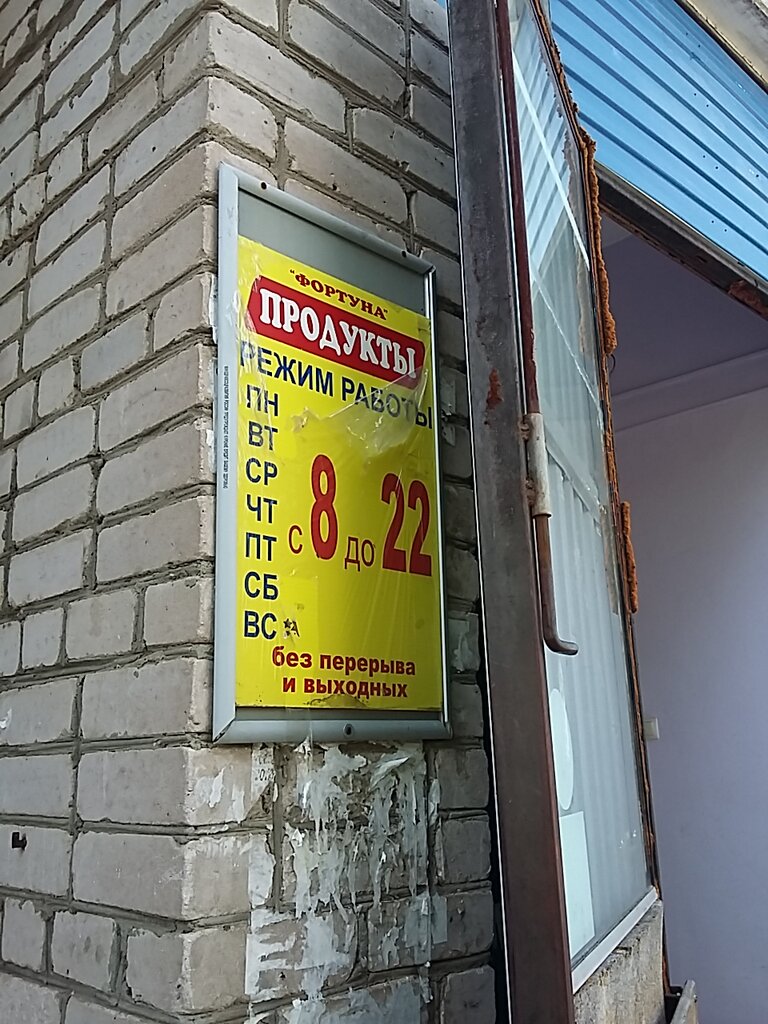 "ФОРТУНА"
ПРОДУКТЫ
РЕЖИМ РАБОТЫ
ПН
ВТ
СР
ЧТ
ПТ
СБ
ВС
С 8 ДО 22
без перерыва
и выходных